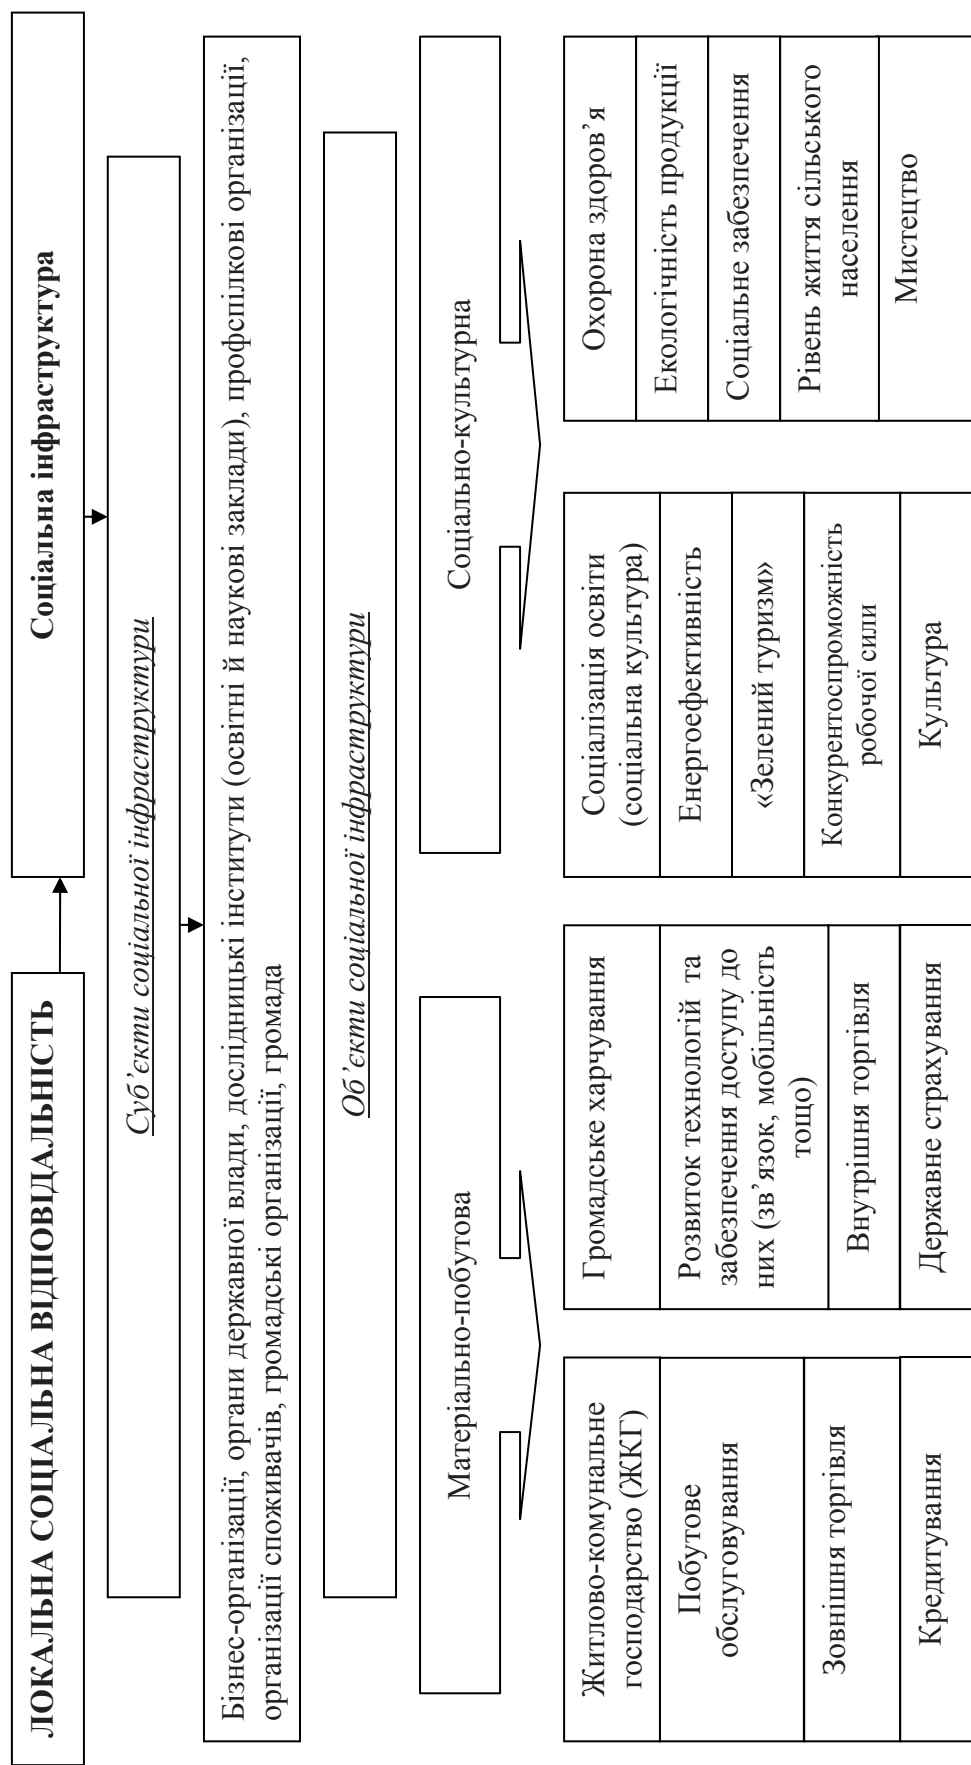 ЛОКАЛЬНА СОЦІАЛЬНА ВІДПОВІДАЛЬНІСТЬ
Соціальна інфраструктура
Суб’єкти соціальної інфраструктури
Бізнес-організації, органи державної влади, дослідницькі інститути (освітні й наукові заклади), профспілкові організації,
організації споживачів, громадські організації, громада
Об’єкти соціальної інфраструктури
Матеріально-побутова
Соціально-культурна
Житлово-комунальне
господарство (ЖКГ)
Побутове
обслуговування
Зовнішня торгівля
Кредитування
Громадське харчування
Розвиток технологій та
забезпечення доступу до
них (зв’язок, мобільність
тощо)
Внутрішня торгівля
Державне страхування
Соціалізація освіти
(соціальна культура)
Енергоефективність
«Зелений туризм»
Конкурентоспроможність
робочої сили
Культура
Охорона здоров’я
Екологічність продукції
Соціальне забезпечення
Рівень життя сільського
населення
Мистецтво